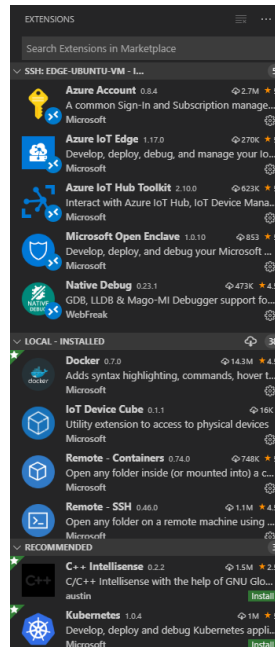 EXTENSIONS
Search Extensions in Marketplace
SSH: EDGE-UBUNTU-VM - I...
Azure Account 0.8.4 2.7M
A common Sign-In and Subscription manage...
Microsoft
Azure IoT Edge 1.17.0 270K
Develop, deploy, debug, and manage your Io...
Microsoft
Azure IoT Hub Toolkit 2.10.0 623K
Interact with Azure IoT Hub, IoT Device Mana...
Microsoft
Microsoft Open Enclave 1.0.10 853
Develop, deploy, and debug your Microsoft ...
Microsoft
NATIVE DEBUG
Native Debug 0.23.1 473K
GDB, LLDB & Mago-MI Debugger support fo...
WebFreak
LOCAL - INSTALLED
docker
Docker 0.7.0 14.3M
Adds syntax highlighting, commands, hover t...
Microsoft
IoT Device Cube 0.1.1 16K
Utility extension to access to physical devices
Microsoft
Remote - Containers 0.74.0 748K
Open any folder inside (or mounted into) a c...
Microsoft
Remote - SSH 0.46.0 1.1M
Open any folder on a remote machine using ...
Microsoft
RECOMMENDED
C++
C++ Intellisense 0.2.2 1.5M
C/C++ Intellisense with the help of GNU Glo...
austin Install
Kubernetes 1.0.4 1M
Develop, deploy and debug Kubernetes appli...
Microsoft Install